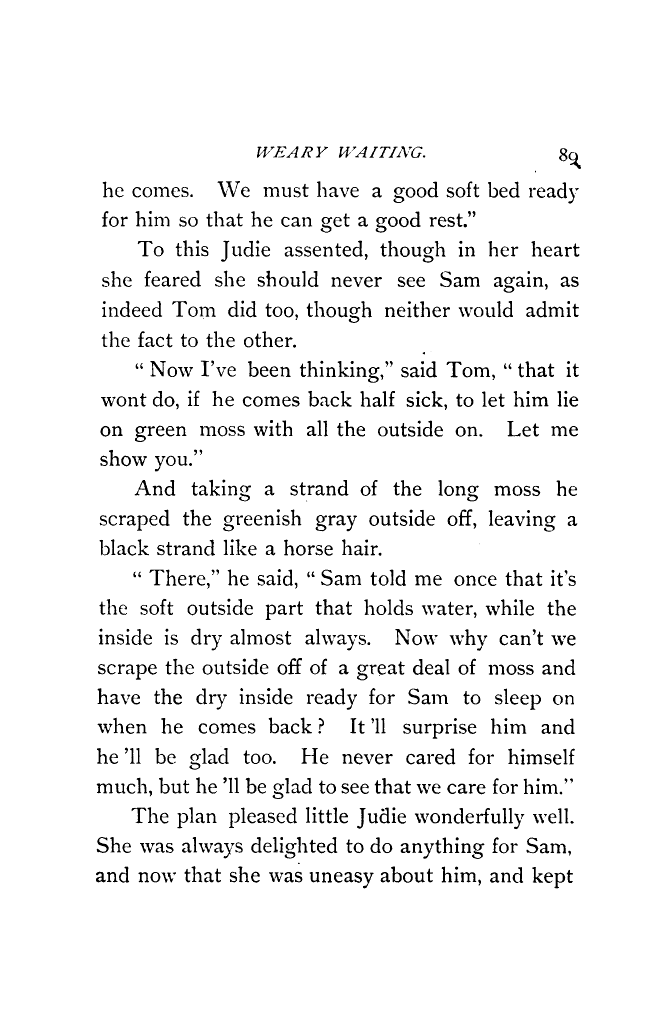 WEARY WAITING. 89
he comes. We must have a good soft bed ready
for him so that he can get a good rest."
To this Judie assented, though in her heart
she feared she should never see Sam again, as
indeed Tom did too, though neither would admit
the fact to the other.
" Now I've been thinking," said Tom, " that it
wont do, if he comes back half sick, to let him lie
on green moss with all the outside on. Let me
show you."
And taking a strand of the long moss he
scraped the greenish gray outside off, leaving a
black strand like a horse hair.
" There," he said, " Sam told me once that it's
the soft outside part that holds water, while the
inside is dry almost always. Now why can't we
scrape the outside off of a great deal of moss and
have the dry inside ready for Sam to sleep on
when he comes back? It 'll surprise him and
he 'll be glad too. He never cared for himself
much, but he 'll be glad to see that we care for him."
The plan pleased little Judie wonderfully well.
She was always delighted to do anything for Sam,
and now that she was uneasy about him, and kept